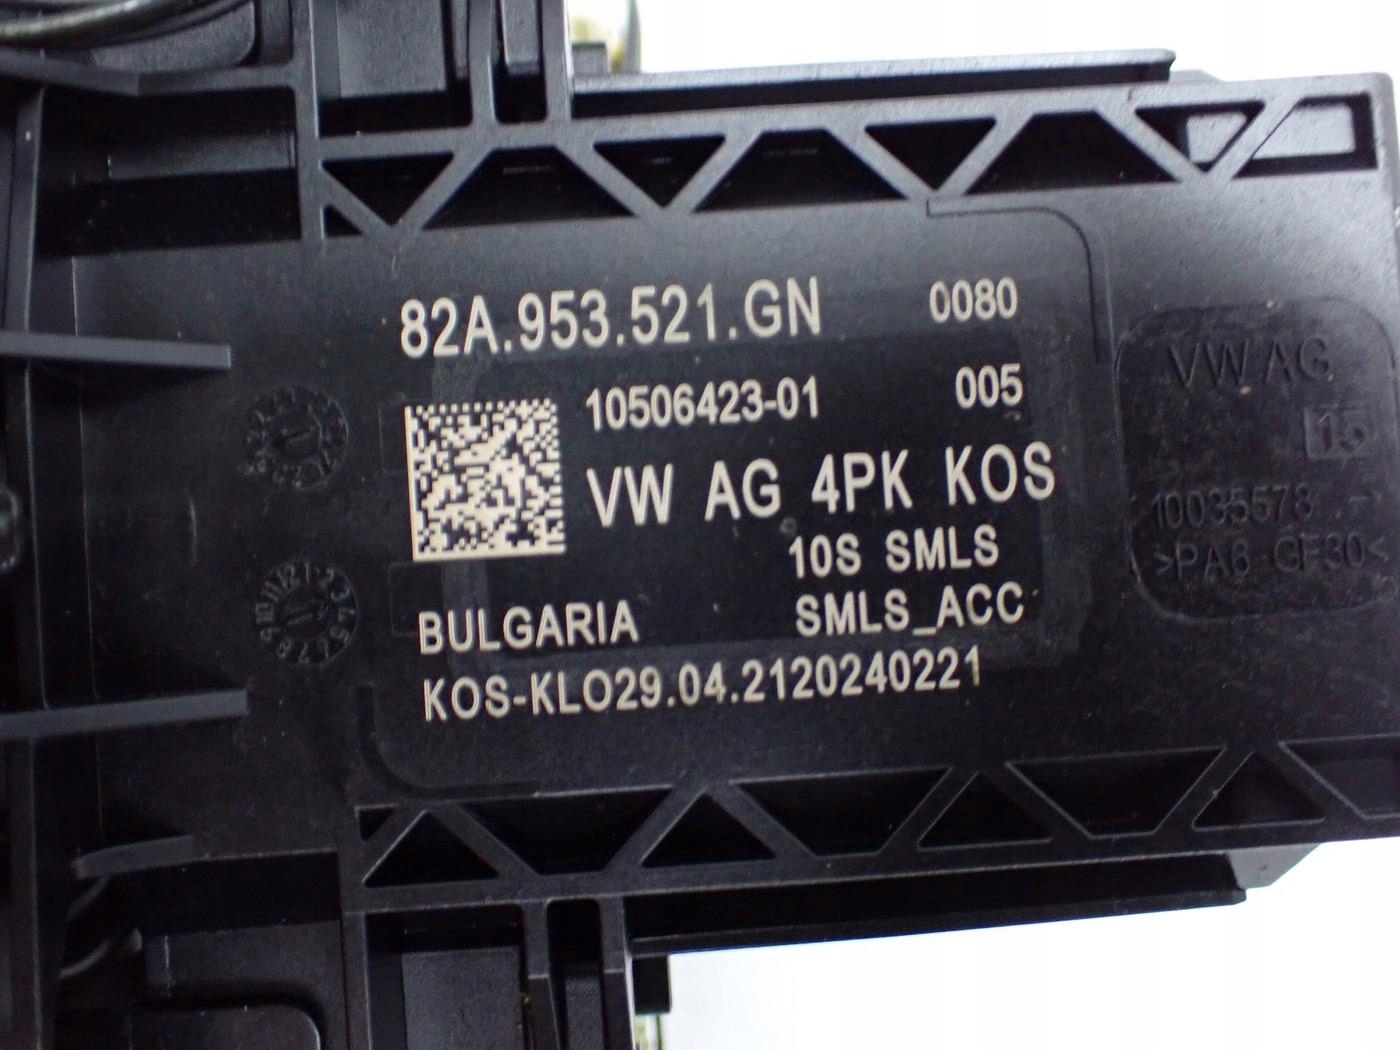 82A.953.521.GN 0080
10506423-01 005
VW AG 4PK KOS
10S SMLS
BULGARIA SMLS_ACC
KOS-KLO29.04.2120240221
VW AG
15
10035578
>PA6 GF30<